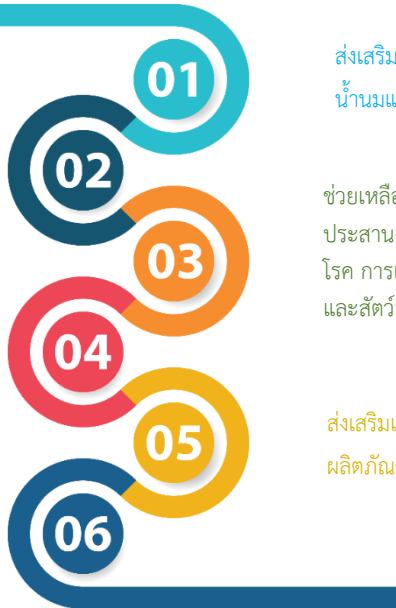 01
ส่งเสริม
น้ำนมแ
02
ช่วยเหลือ
ประสาน
03
โรค การ
และสัตว์
04
ส่งเสริม
05
ผลิตภัณ
06